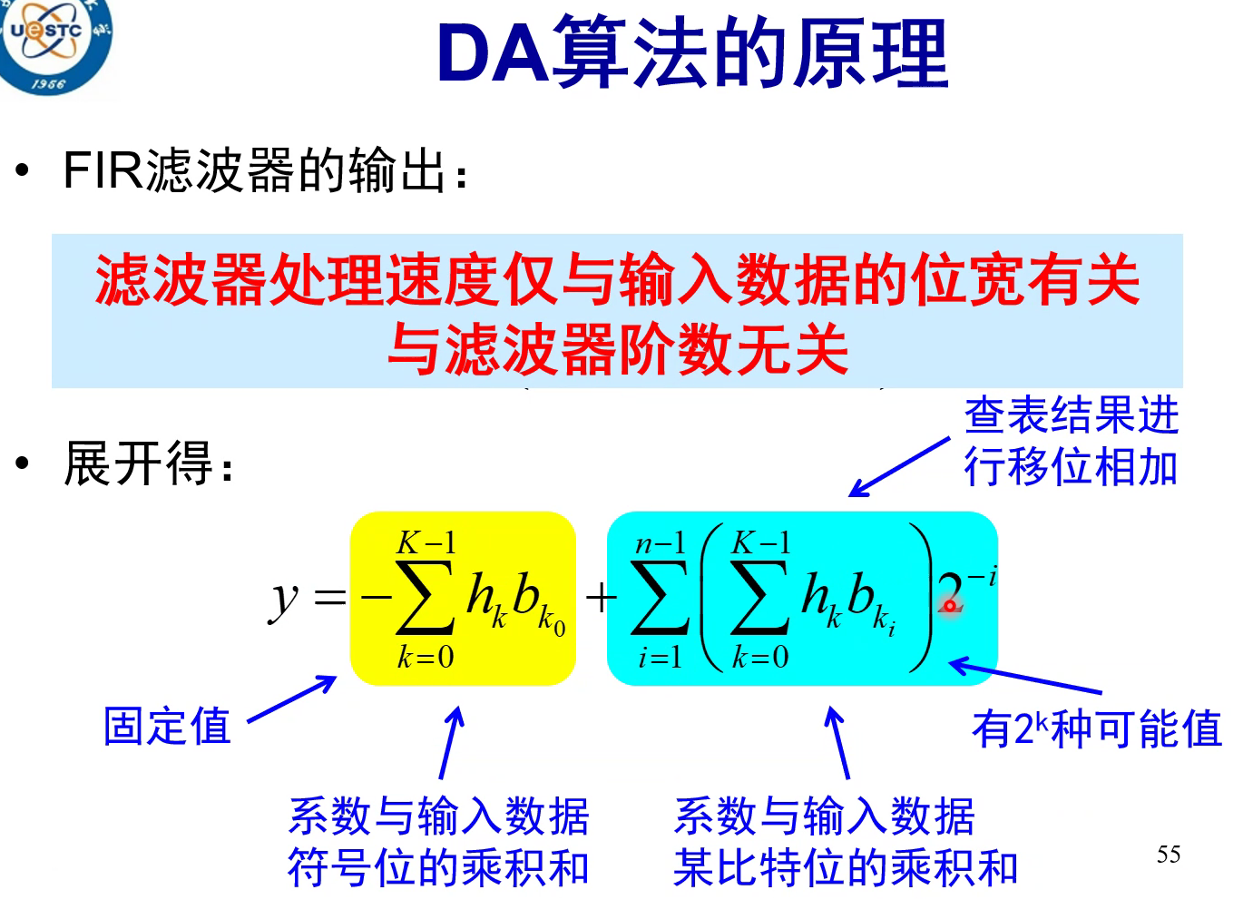 UESTC
1956
DA算法的原理
• FIR滤波器的输出：
滤波器处理速度仅与输入数据的位宽有关
与滤波器阶数无关
查表结果进
行移位相加
• 展开得：
y = −∑_{k=0}^{K−1} h_k b_{k_0} + ∑_{i=1}^{n−1} (∑_{k=0}^{K−1} h_k b_{k_i}) 2^{−i}
固定值
有2ᵏ种可能值
系数与输入数据
符号位的乘积和
系数与输入数据
某比特位的乘积和
55